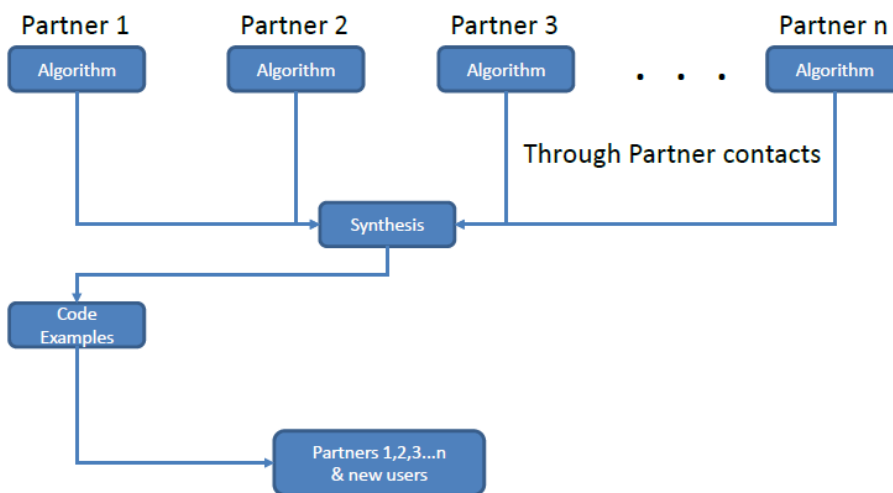 Partner 1
Partner 2
Partner 3
Partner n
Algorithm
Algorithm
Algorithm
. . .
Algorithm
Through Partner contacts
Synthesis
Code
Examples
Partners 1,2,3...n
& new users